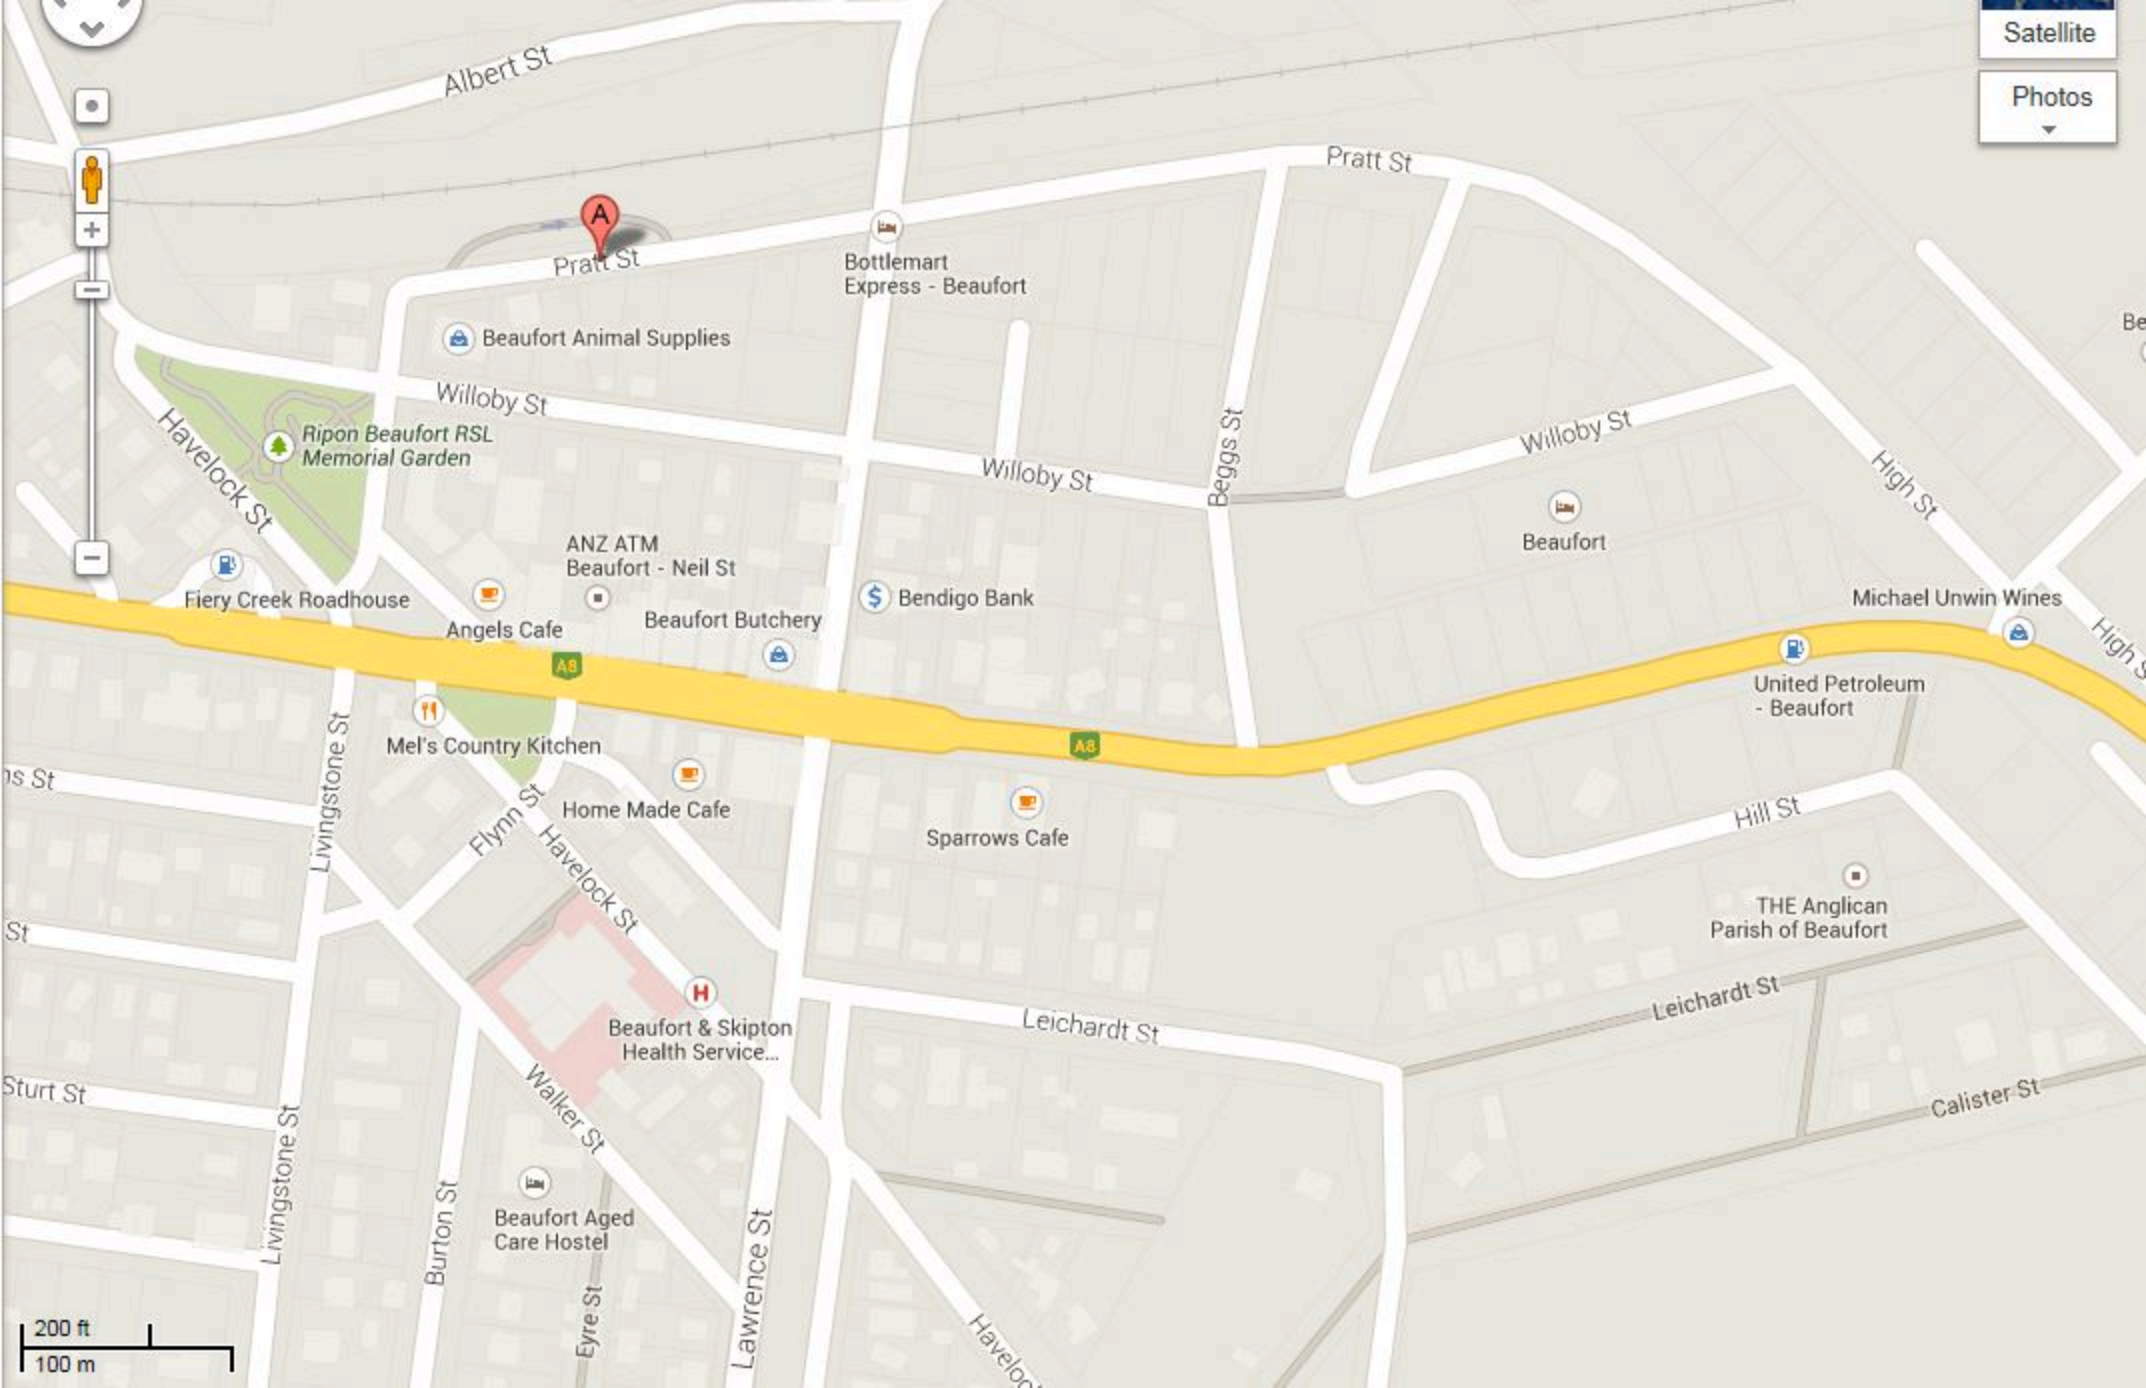 Satellite
Photos
Albert St
A
Pratt St
Pratt St
Bottlemart
Express - Beaufort
Beaufort Animal Supplies
Willoby St
Ripon Beaufort RSL
Memorial Garden
Havelock St
Willoby St
Beggs St
Willoby St
High St
Beaufort
ANZ ATM
Beaufort - Neil St
Fiery Creek Roadhouse
Angels Cafe
Beaufort Butchery
Bendigo Bank
Michael Unwin Wines
High S
A8
A8
United Petroleum
- Beaufort
Mel's Country Kitchen
Home Made Cafe
Sparrows Cafe
Livingstone St
Flynn St
Havelock St
Hill St
THE Anglican
Parish of Beaufort
ns St
St
H
Beaufort & Skipton
Health Service...
Leichardt St
Leichardt St
Calister St
Sturt St
Walker St
Livingstone St
Burton St
Beaufort Aged
Care Hostel
Eyre St
Lawrence St
Haveloc
Be
200 ft
100 m